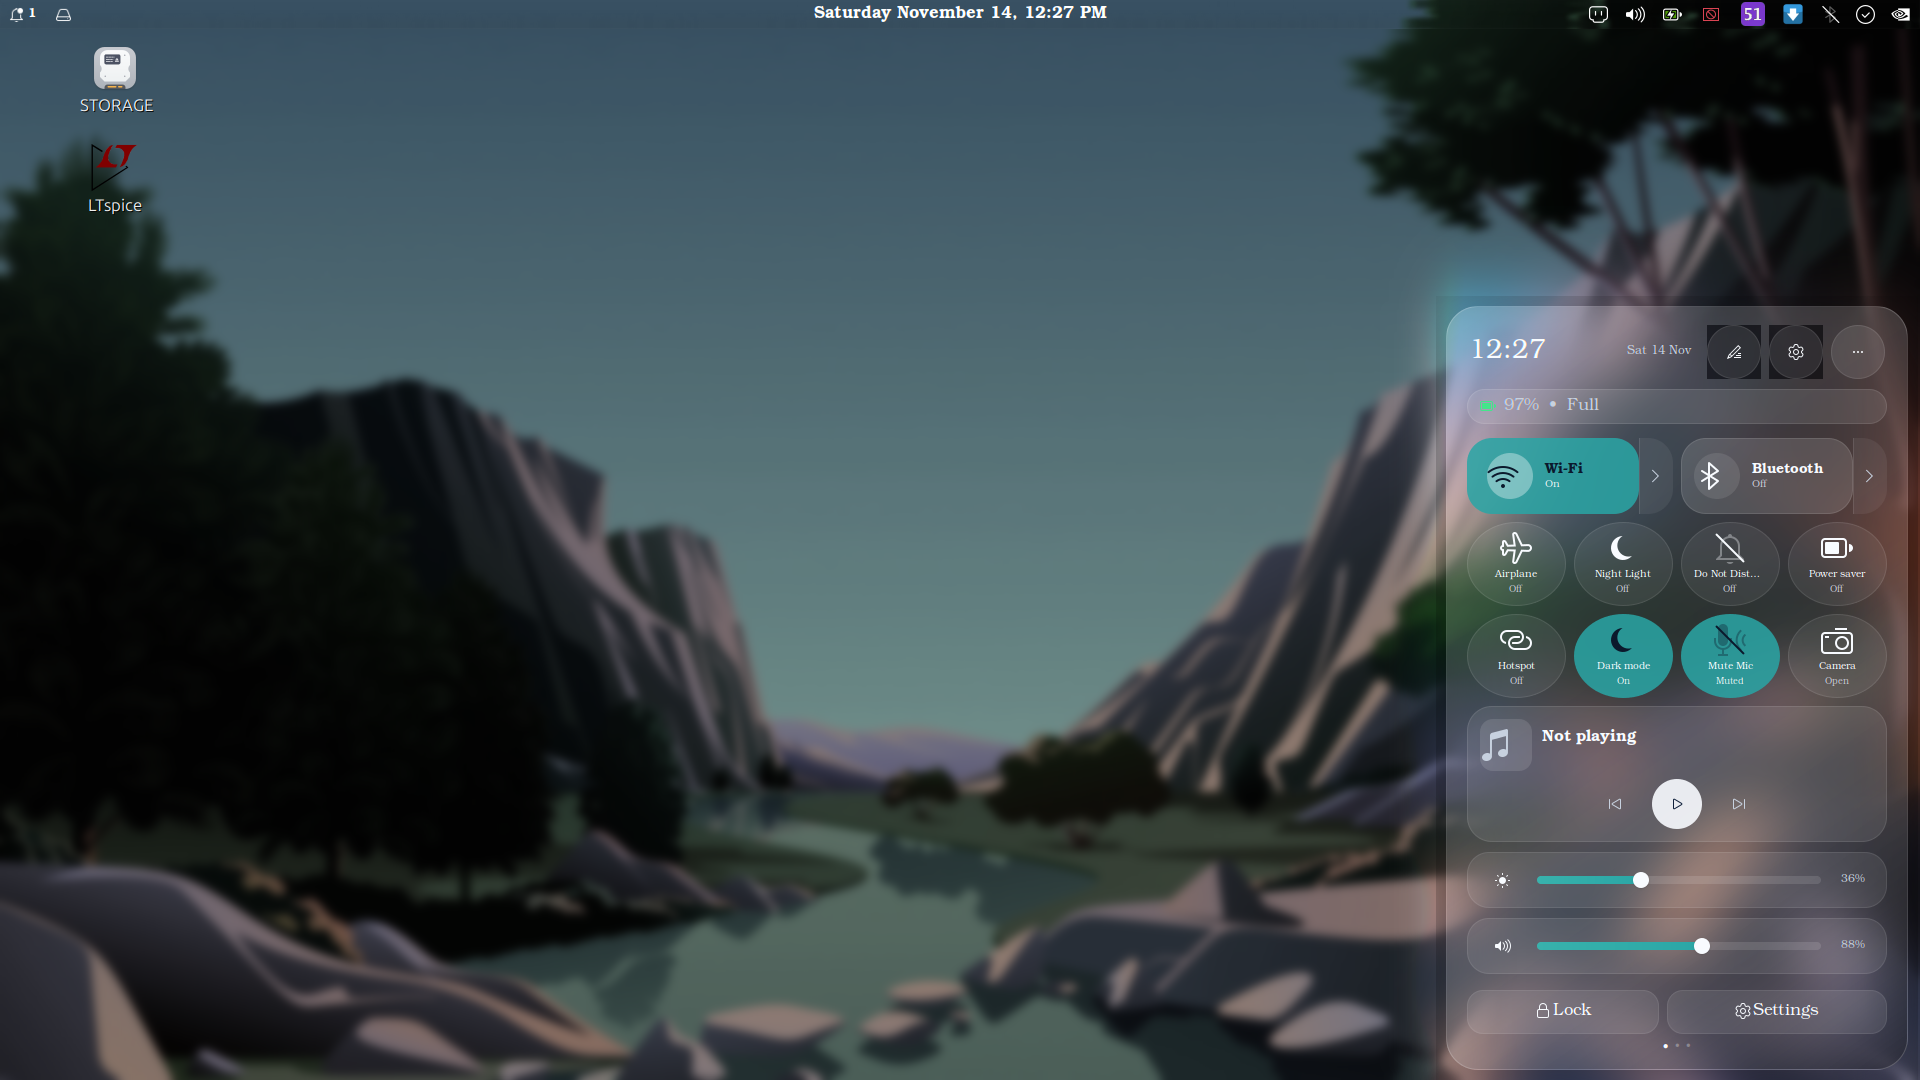 1
Saturday November 14, 12:27 PM
51
STORAGE
LTspice
12:27
Sat 14 Nov
97% • Full
Wi-Fi
On
Bluetooth
Off
Airplane
Off
Night Light
Off
Do Not Dist...
Off
Power saver
Off
Hotspot
Off
Dark mode
On
Mute Mic
Muted
Camera
Open
Not playing
36%
88%
Lock
Settings